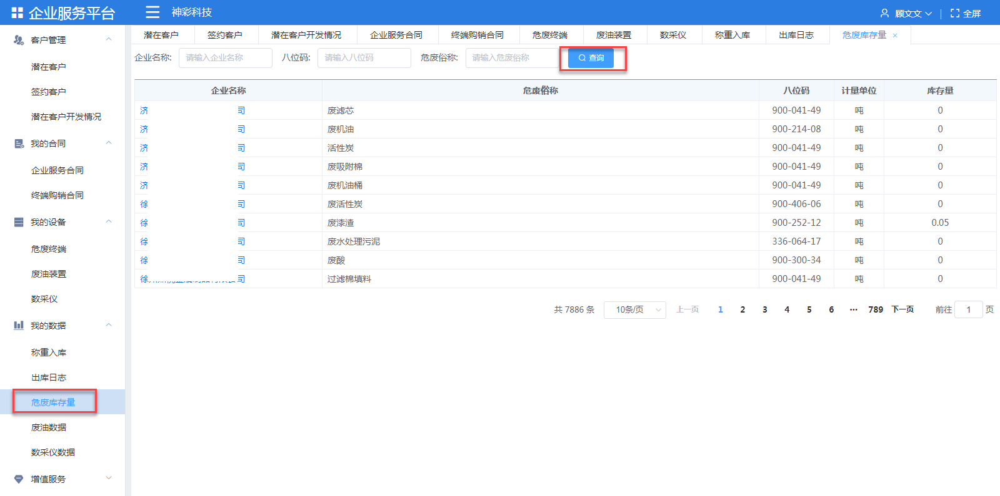 企业服务平台 神彩科技 顾文文 全屏
客户管理
潜在客户
签约客户
潜在客户开发情况
我的合同
企业服务合同
终端购销合同
我的设备
危废终端
废油装置
数采仪
我的数据
称重入库
出库日志
危废库存量
废油数据
数采仪数据
增值服务
潜在客户 签约客户 潜在客户开发情况 企业服务合同 终端购销合同 危废终端 废油装置 数采仪 称重入库 出库日志 危废库存量 ×
企业名称: 请输入企业名称 八位码: 请输入八位码 危废俗称: 请输入危废俗称 查询
企业名称 危废俗称 八位码 计量单位 库存量
济 司 废滤芯 900-041-49 吨 0
济 司 废机油 900-214-08 吨 0
济 司 活性炭 900-041-49 吨 0
济 司 废吸附棉 900-041-49 吨 0
济 司 废机油桶 900-041-49 吨 0
徐 司 废活性炭 900-406-06 吨 0
徐 司 废漆渣 900-252-12 吨 0.05
徐 司 废水处理污泥 336-064-17 吨 0
徐 司 废酸 900-300-34 吨 0
徐 司 过滤棉填料 900-041-49 吨 0
共 7886 条 10条/页 上一页 1 2 3 4 5 6 ··· 789 下一页 前往 1 页